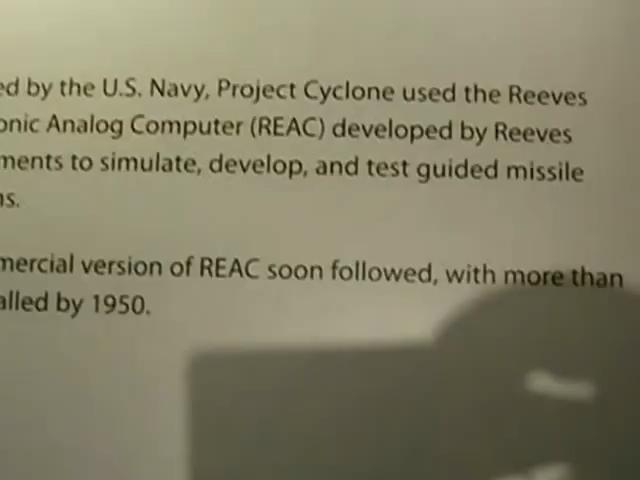 ed by the U.S. Navy, Project Cyclone used the Reeves
onic Analog Computer (REAC) developed by Reeves
ments to simulate, develop, and test guided missile
ns.
mercial version of REAC soon followed, with more than
alled by 1950.